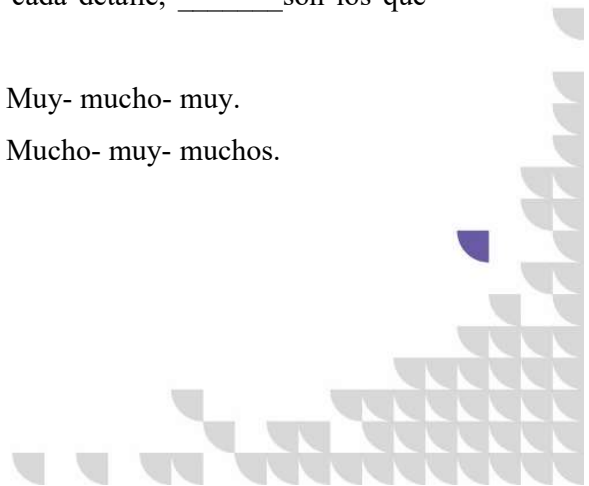 cada detalle, _______son los que
Muy- mucho- muy.
Mucho- muy- muchos.